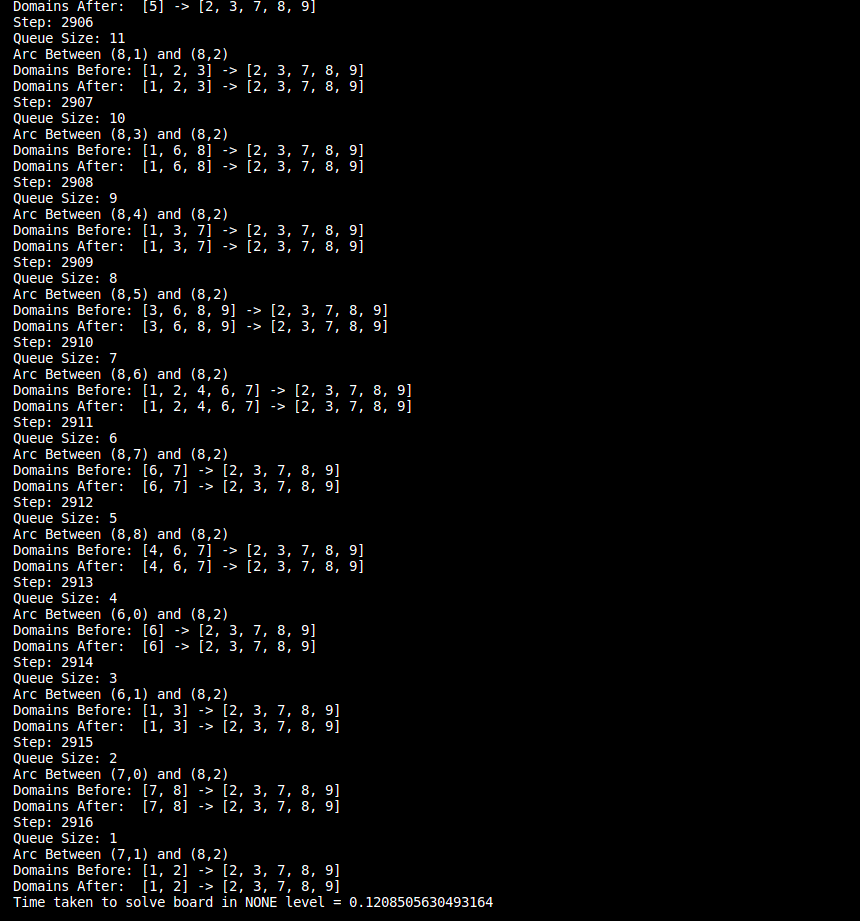 Domains After:  [5] -> [2, 3, 7, 8, 9]
Step: 2906
Queue Size: 11
Arc Between (8,1) and (8,2)
Domains Before: [1, 2, 3] -> [2, 3, 7, 8, 9]
Domains After:  [1, 2, 3] -> [2, 3, 7, 8, 9]
Step: 2907
Queue Size: 10
Arc Between (8,3) and (8,2)
Domains Before: [1, 6, 8] -> [2, 3, 7, 8, 9]
Domains After:  [1, 6, 8] -> [2, 3, 7, 8, 9]
Step: 2908
Queue Size: 9
Arc Between (8,4) and (8,2)
Domains Before: [1, 3, 7] -> [2, 3, 7, 8, 9]
Domains After:  [1, 3, 7] -> [2, 3, 7, 8, 9]
Step: 2909
Queue Size: 8
Arc Between (8,5) and (8,2)
Domains Before: [3, 6, 8, 9] -> [2, 3, 7, 8, 9]
Domains After:  [3, 6, 8, 9] -> [2, 3, 7, 8, 9]
Step: 2910
Queue Size: 7
Arc Between (8,6) and (8,2)
Domains Before: [1, 2, 4, 6, 7] -> [2, 3, 7, 8, 9]
Domains After:  [1, 2, 4, 6, 7] -> [2, 3, 7, 8, 9]
Step: 2911
Queue Size: 6
Arc Between (8,7) and (8,2)
Domains Before: [6, 7] -> [2, 3, 7, 8, 9]
Domains After:  [6, 7] -> [2, 3, 7, 8, 9]
Step: 2912
Queue Size: 5
Arc Between (8,8) and (8,2)
Domains Before: [4, 6, 7] -> [2, 3, 7, 8, 9]
Domains After:  [4, 6, 7] -> [2, 3, 7, 8, 9]
Step: 2913
Queue Size: 4
Arc Between (6,0) and (8,2)
Domains Before: [6] -> [2, 3, 7, 8, 9]
Domains After:  [6] -> [2, 3, 7, 8, 9]
Step: 2914
Queue Size: 3
Arc Between (6,1) and (8,2)
Domains Before: [1, 3] -> [2, 3, 7, 8, 9]
Domains After:  [1, 3] -> [2, 3, 7, 8, 9]
Step: 2915
Queue Size: 2
Arc Between (7,0) and (8,2)
Domains Before: [7, 8] -> [2, 3, 7, 8, 9]
Domains After:  [7, 8] -> [2, 3, 7, 8, 9]
Step: 2916
Queue Size: 1
Arc Between (7,1) and (8,2)
Domains Before: [1, 2] -> [2, 3, 7, 8, 9]
Domains After:  [1, 2] -> [2, 3, 7, 8, 9]
Time taken to solve board in NONE level = 0.1208505630493164